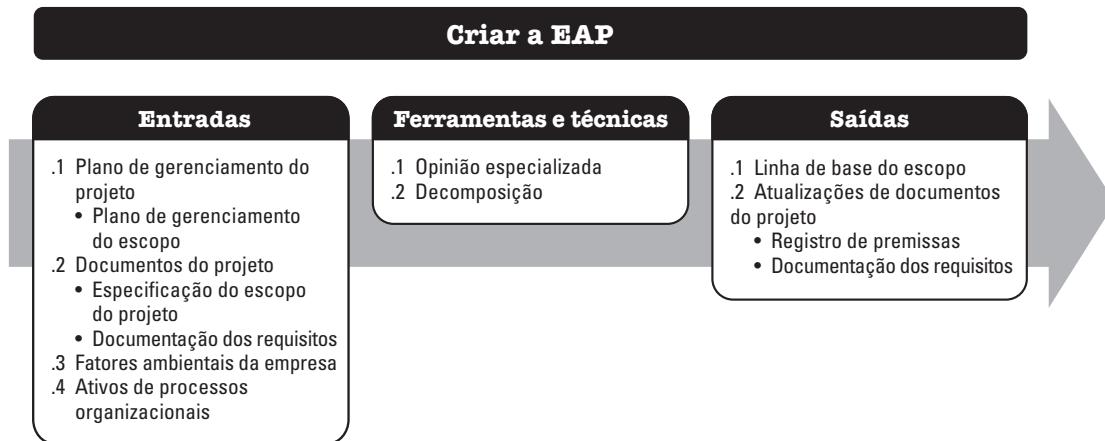 Criar a EAP
Entradas
.1 Plano de gerenciamento do
projeto
• Plano de gerenciamento
do escopo
.2 Documentos do projeto
• Especificação do escopo
do projeto
• Documentação dos requisitos
.3 Fatores ambientais da empresa
.4 Ativos de processos
organizacionais
Ferramentas e técnicas
.1 Opinião especializada
.2 Decomposição
Saídas
.1 Linha de base do escopo
.2 Atualizações de documentos
do projeto
• Registro de premissas
• Documentação dos requisitos